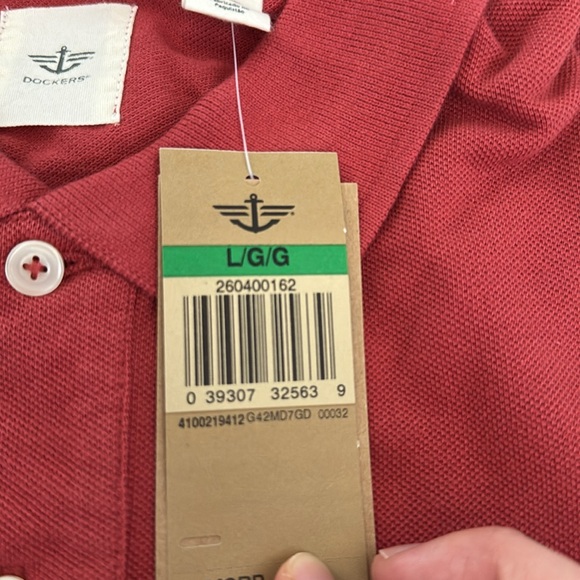 DOCKERS®
L/G/G
260400162
0 39307 32563 9
4100219412 G42MD7GD 00032